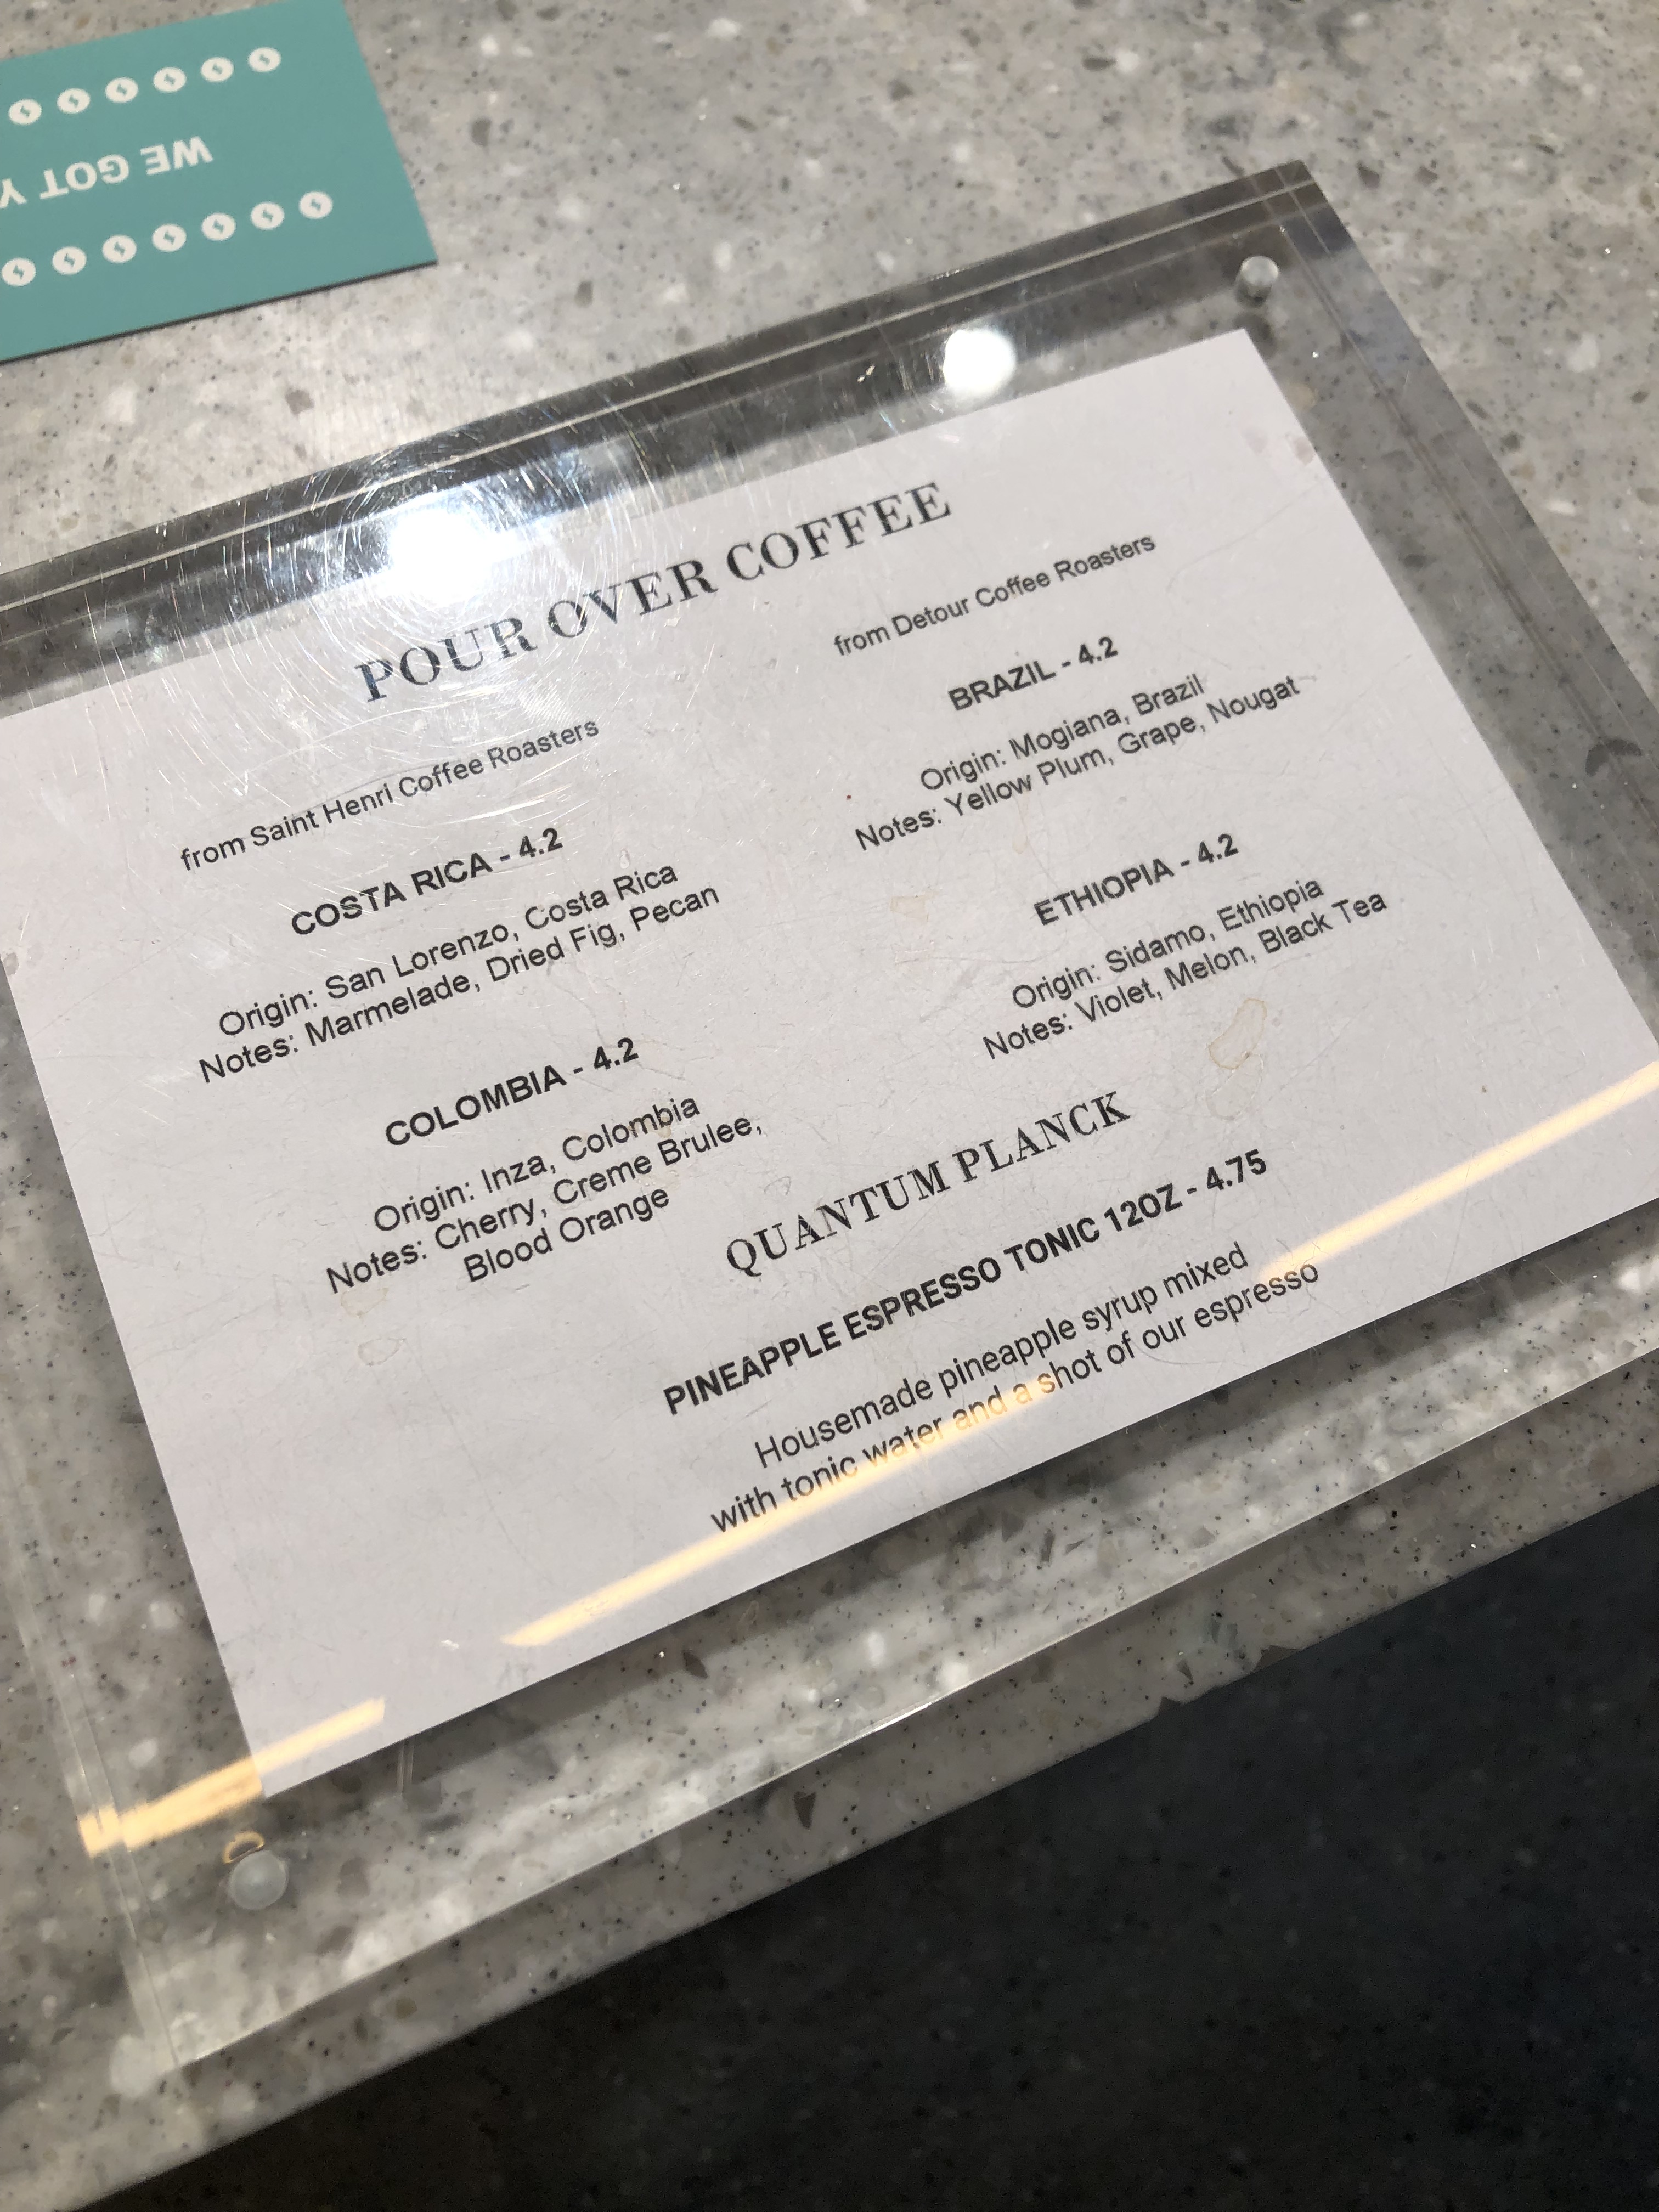 WE GOT Y
POUR OVER COFFEE
from Saint Henri Coffee Roasters
COSTA RICA - 4.2
Origin: San Lorenzo, Costa Rica
Notes: Marmelade, Dried Fig, Pecan
COLOMBIA - 4.2
Origin: Inza, Colombia
Notes: Cherry, Creme Brulee,
Blood Orange
from Detour Coffee Roasters
BRAZIL - 4.2
Origin: Mogiana, Brazil
Notes: Yellow Plum, Grape, Nougat
ETHIOPIA - 4.2
Origin: Sidamo, Ethiopia
Notes: Violet, Melon, Black Tea
QUANTUM PLANCK
PINEAPPLE ESPRESSO TONIC 12OZ - 4.75
Housemade pineapple syrup mixed
with tonic water and a shot of our espresso